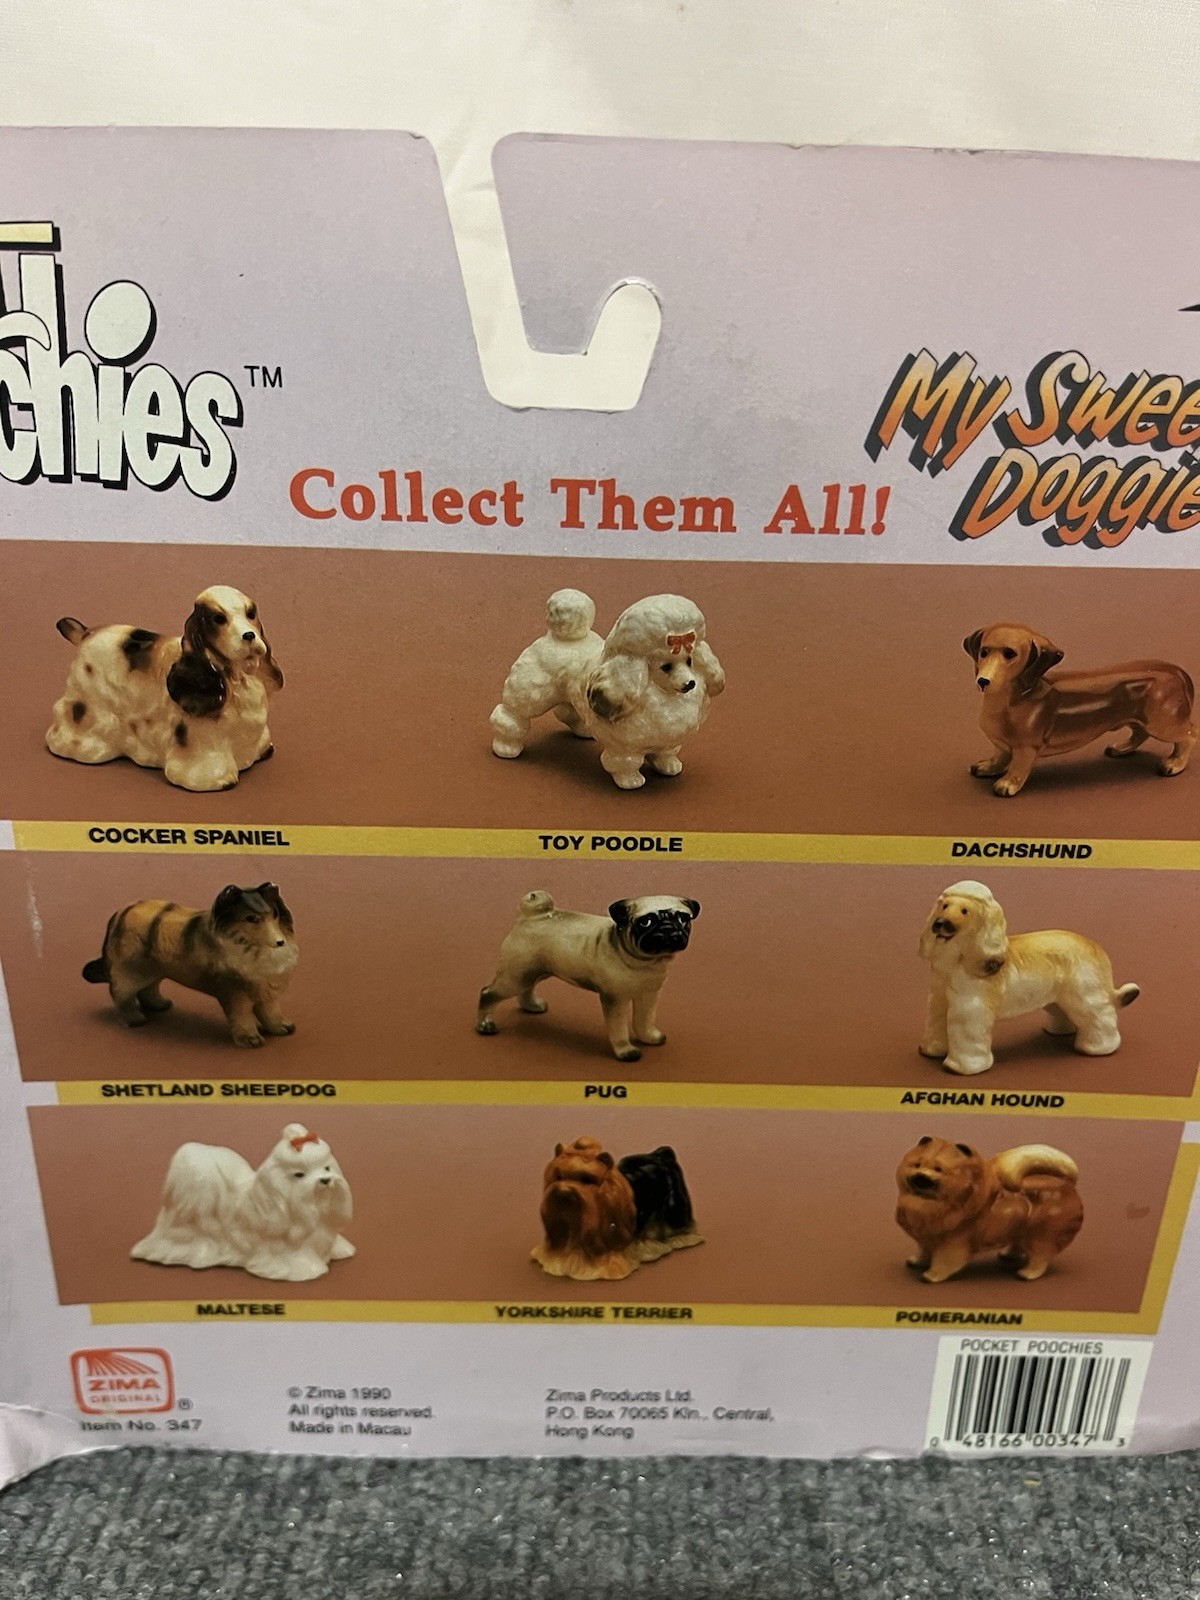 chies™
Collect Them All!
My Swee
Doggie
COCKER SPANIEL
TOY POODLE
DACHSHUND
SHETLAND SHEEPDOG
PUG
AFGHAN HOUND
MALTESE
YORKSHIRE TERRIER
POMERANIAN
ZIMA
ORIGINAL
®
Item No. 347
© Zima 1990
All rights reserved.
Made in Macau
Zima Products Ltd.
P.O. Box 70065 Kln., Central,
Hong Kong
POCKET POOCHIES
0 48166 00347 3